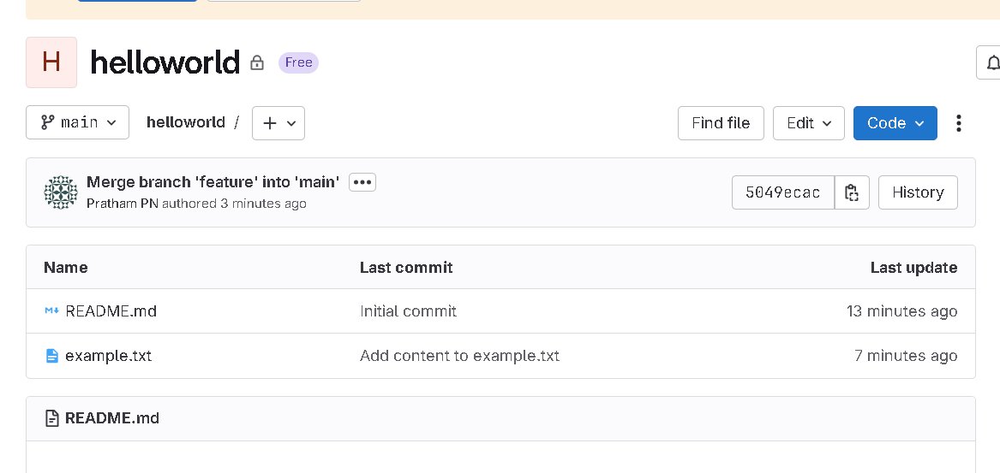 H helloworld Free
main helloworld / + Find file Edit Code
Merge branch 'feature' into 'main'
Pratham PN authored 3 minutes ago
5049ecac History
Name Last commit Last update
README.md Initial commit 13 minutes ago
example.txt Add content to example.txt 7 minutes ago
README.md